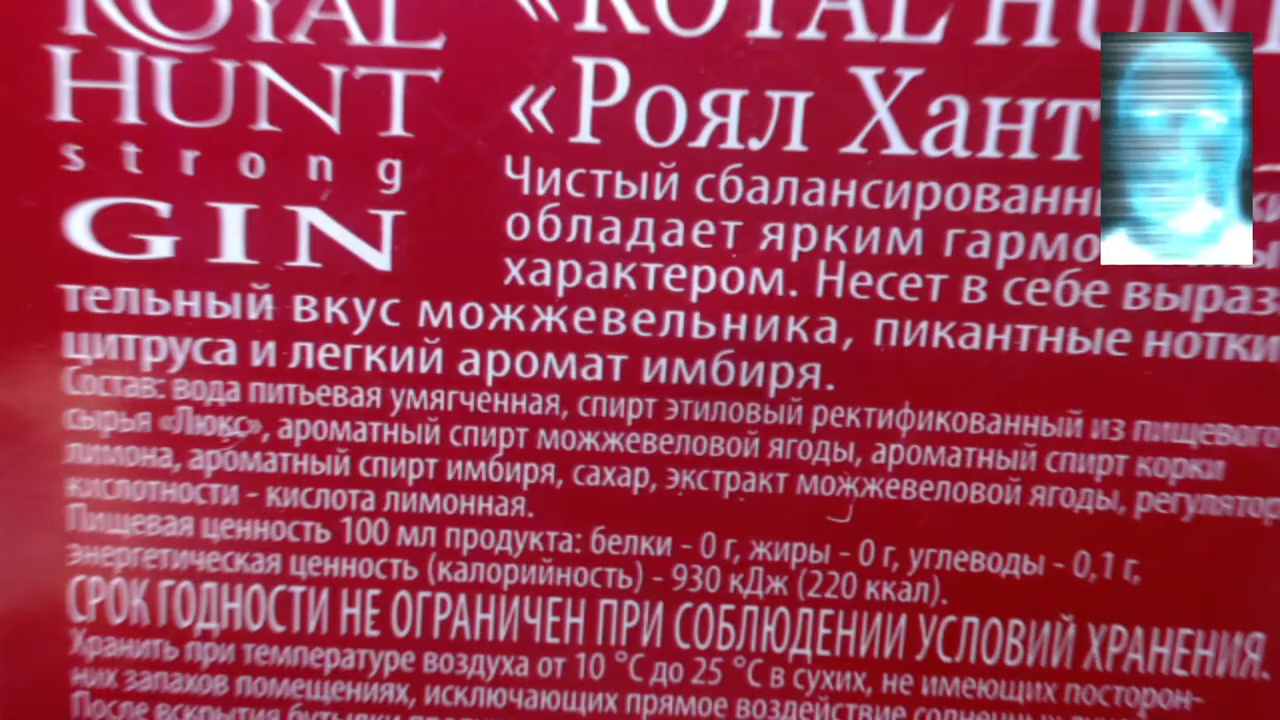 ROYAL
HUNT
strong
GIN
«ROYAL HUNT
«Роял Хант
Чистый сбалансированн
обладает ярким гармо
характером. Несет в себе выраз
тельный вкус можжевельника, пикантные нотки
цитруса и легкий аромат имбиря.
Состав: вода питьевая умягченная, спирт этиловый ректификованный из пищевого
сырья «Люкс», ароматный спирт можжевеловой ягоды, ароматный спирт корки
лимона, ароматный спирт имбиря, сахар, экстракт можжевеловой ягоды, регулятор
кислотности - кислота лимонная.
Пищевая ценность 100 мл продукта: белки - 0 г, жиры - 0 г, углеводы - 0,1 г,
энергетическая ценность (калорийность) - 930 кДж (220 ккал).
СРОК ГОДНОСТИ НЕ ОГРАНИЧЕН ПРИ СОБЛЮДЕНИИ УСЛОВИЙ ХРАНЕНИЯ.
Хранить при температуре воздуха от 10 °С до 25 °С в сухих, не имеющих посторон-
них запахов помещениях, исключающих прямое воздействие солнечных
После вскрытия бутылки